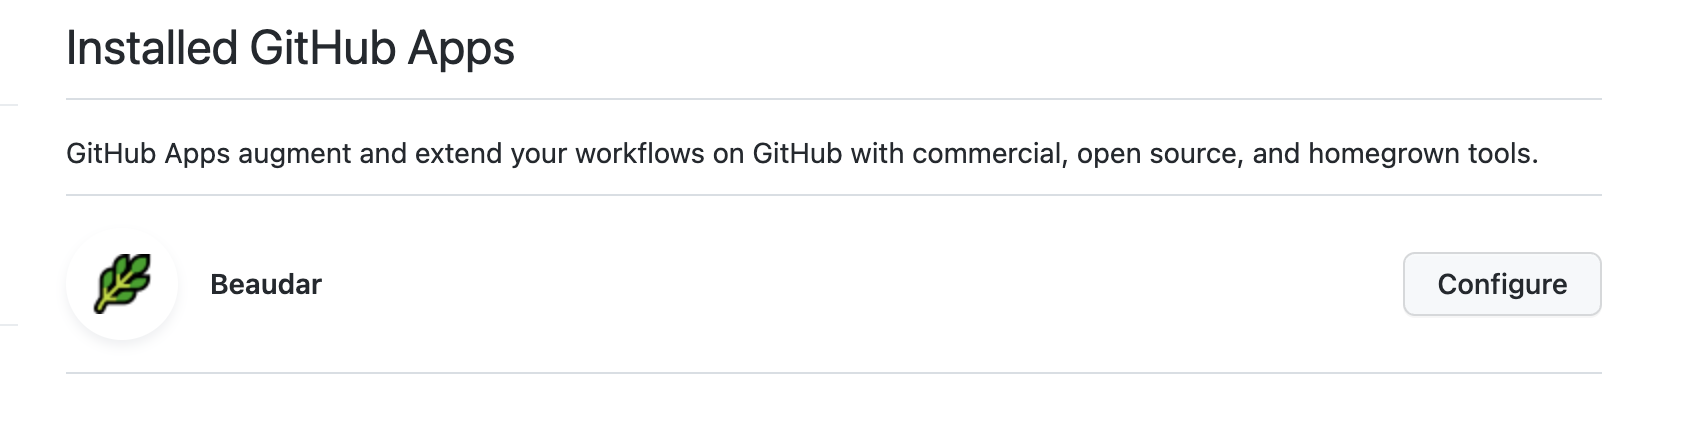 Installed GitHub Apps
GitHub Apps augment and extend your workflows on GitHub with commercial, open source, and homegrown tools.
Beaudar
Configure